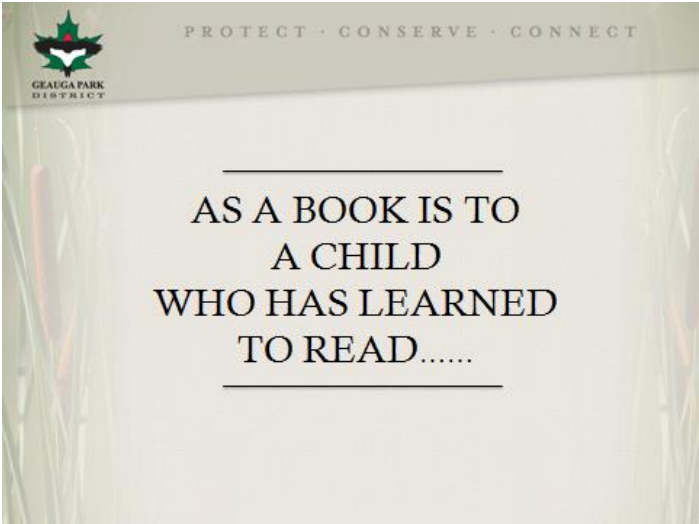 PROTECT · CONSERVE · CONNECT
GEAUGA PARK
DISTRICT
AS A BOOK IS TO
A CHILD
WHO HAS LEARNED
TO READ......